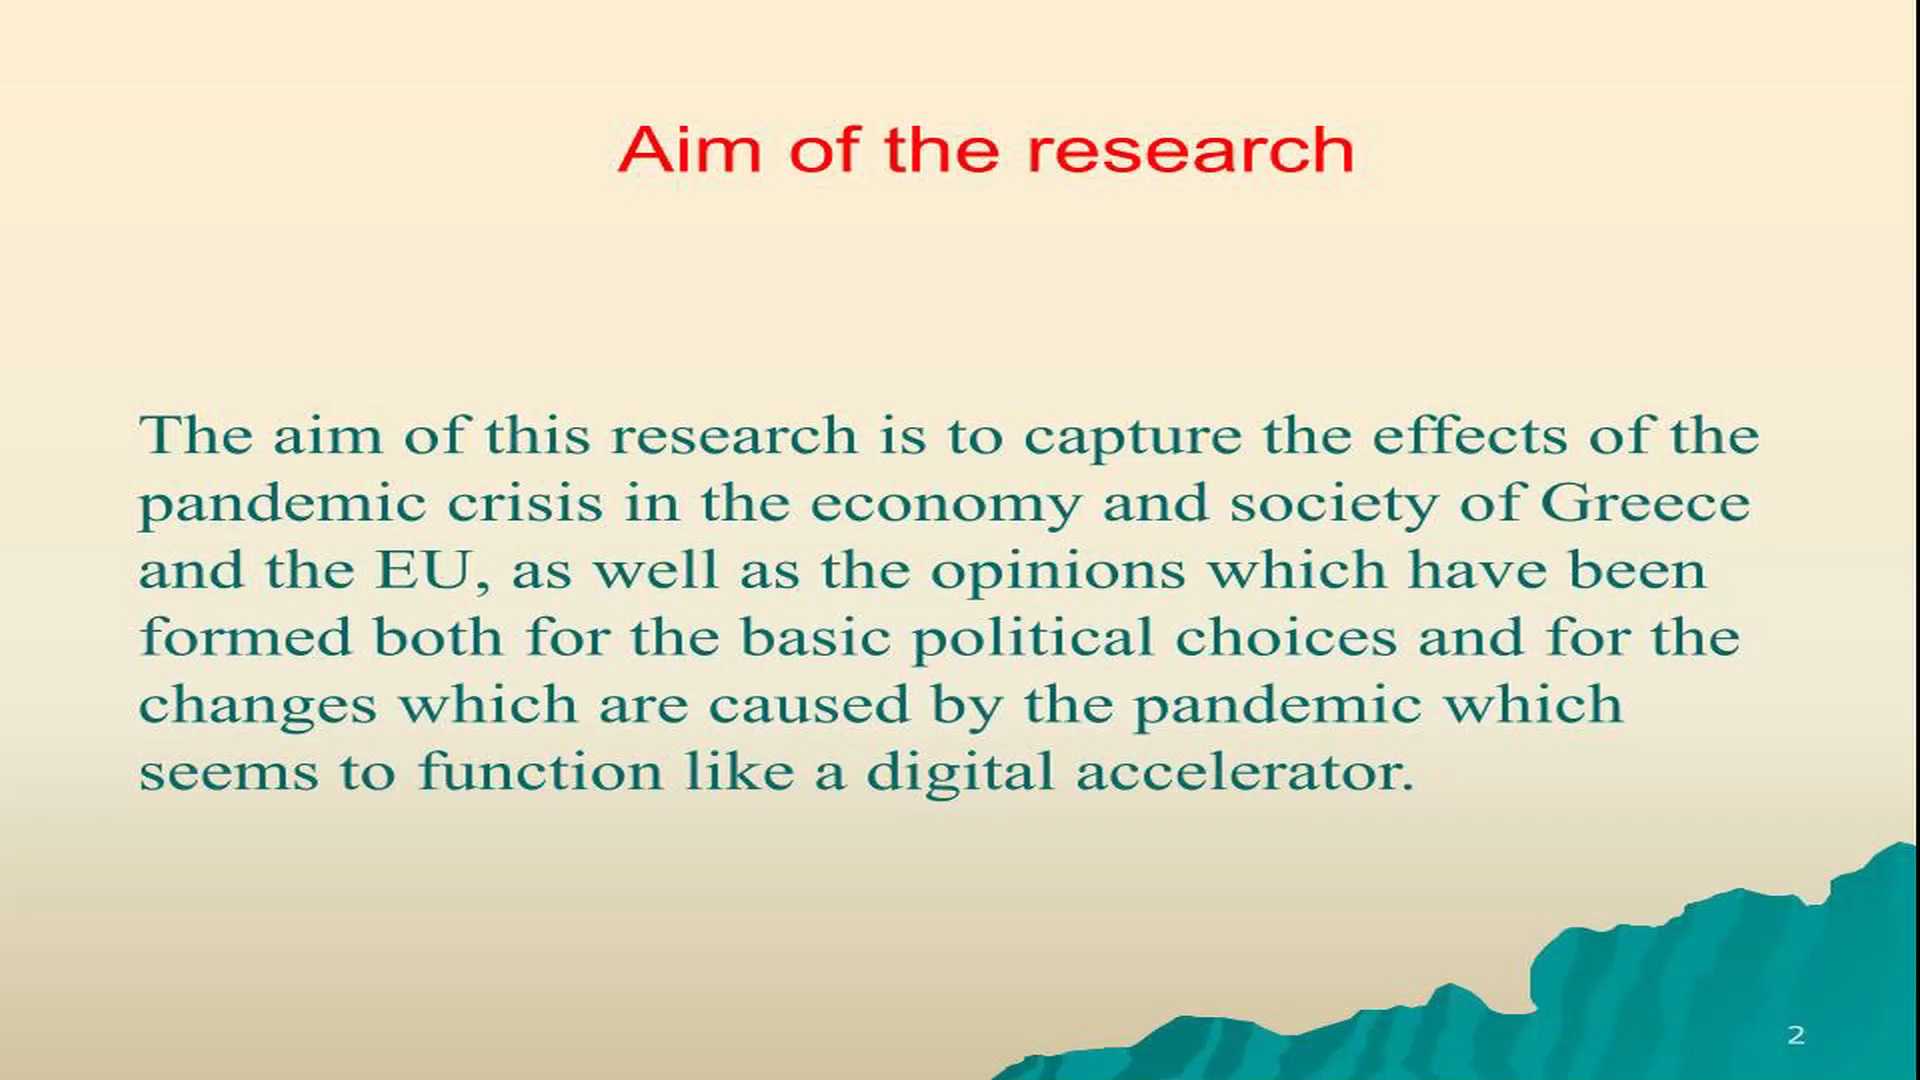 Aim of the research
The aim of this research is to capture the effects of the
pandemic crisis in the economy and society of Greece
and the EU, as well as the opinions which have been
formed both for the basic political choices and for the
changes which are caused by the pandemic which
seems to function like a digital accelerator.
2